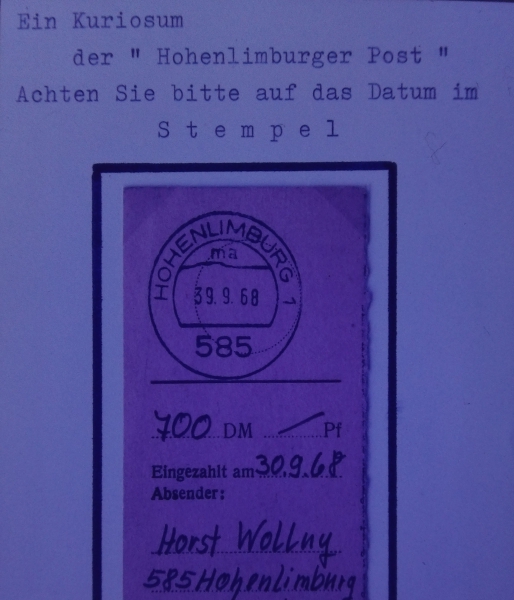 Ein Kuriosum
der " Hohenlimburger Post "
Achten Sie bitte auf das Datum im
S t e m p e l
HOHENLIMBURG 1
ma
39.9.68
585
700 DM Pf
Eingezahlt am 30.9.68
Absender:
Horst Wollny
585 Hohenlimburg